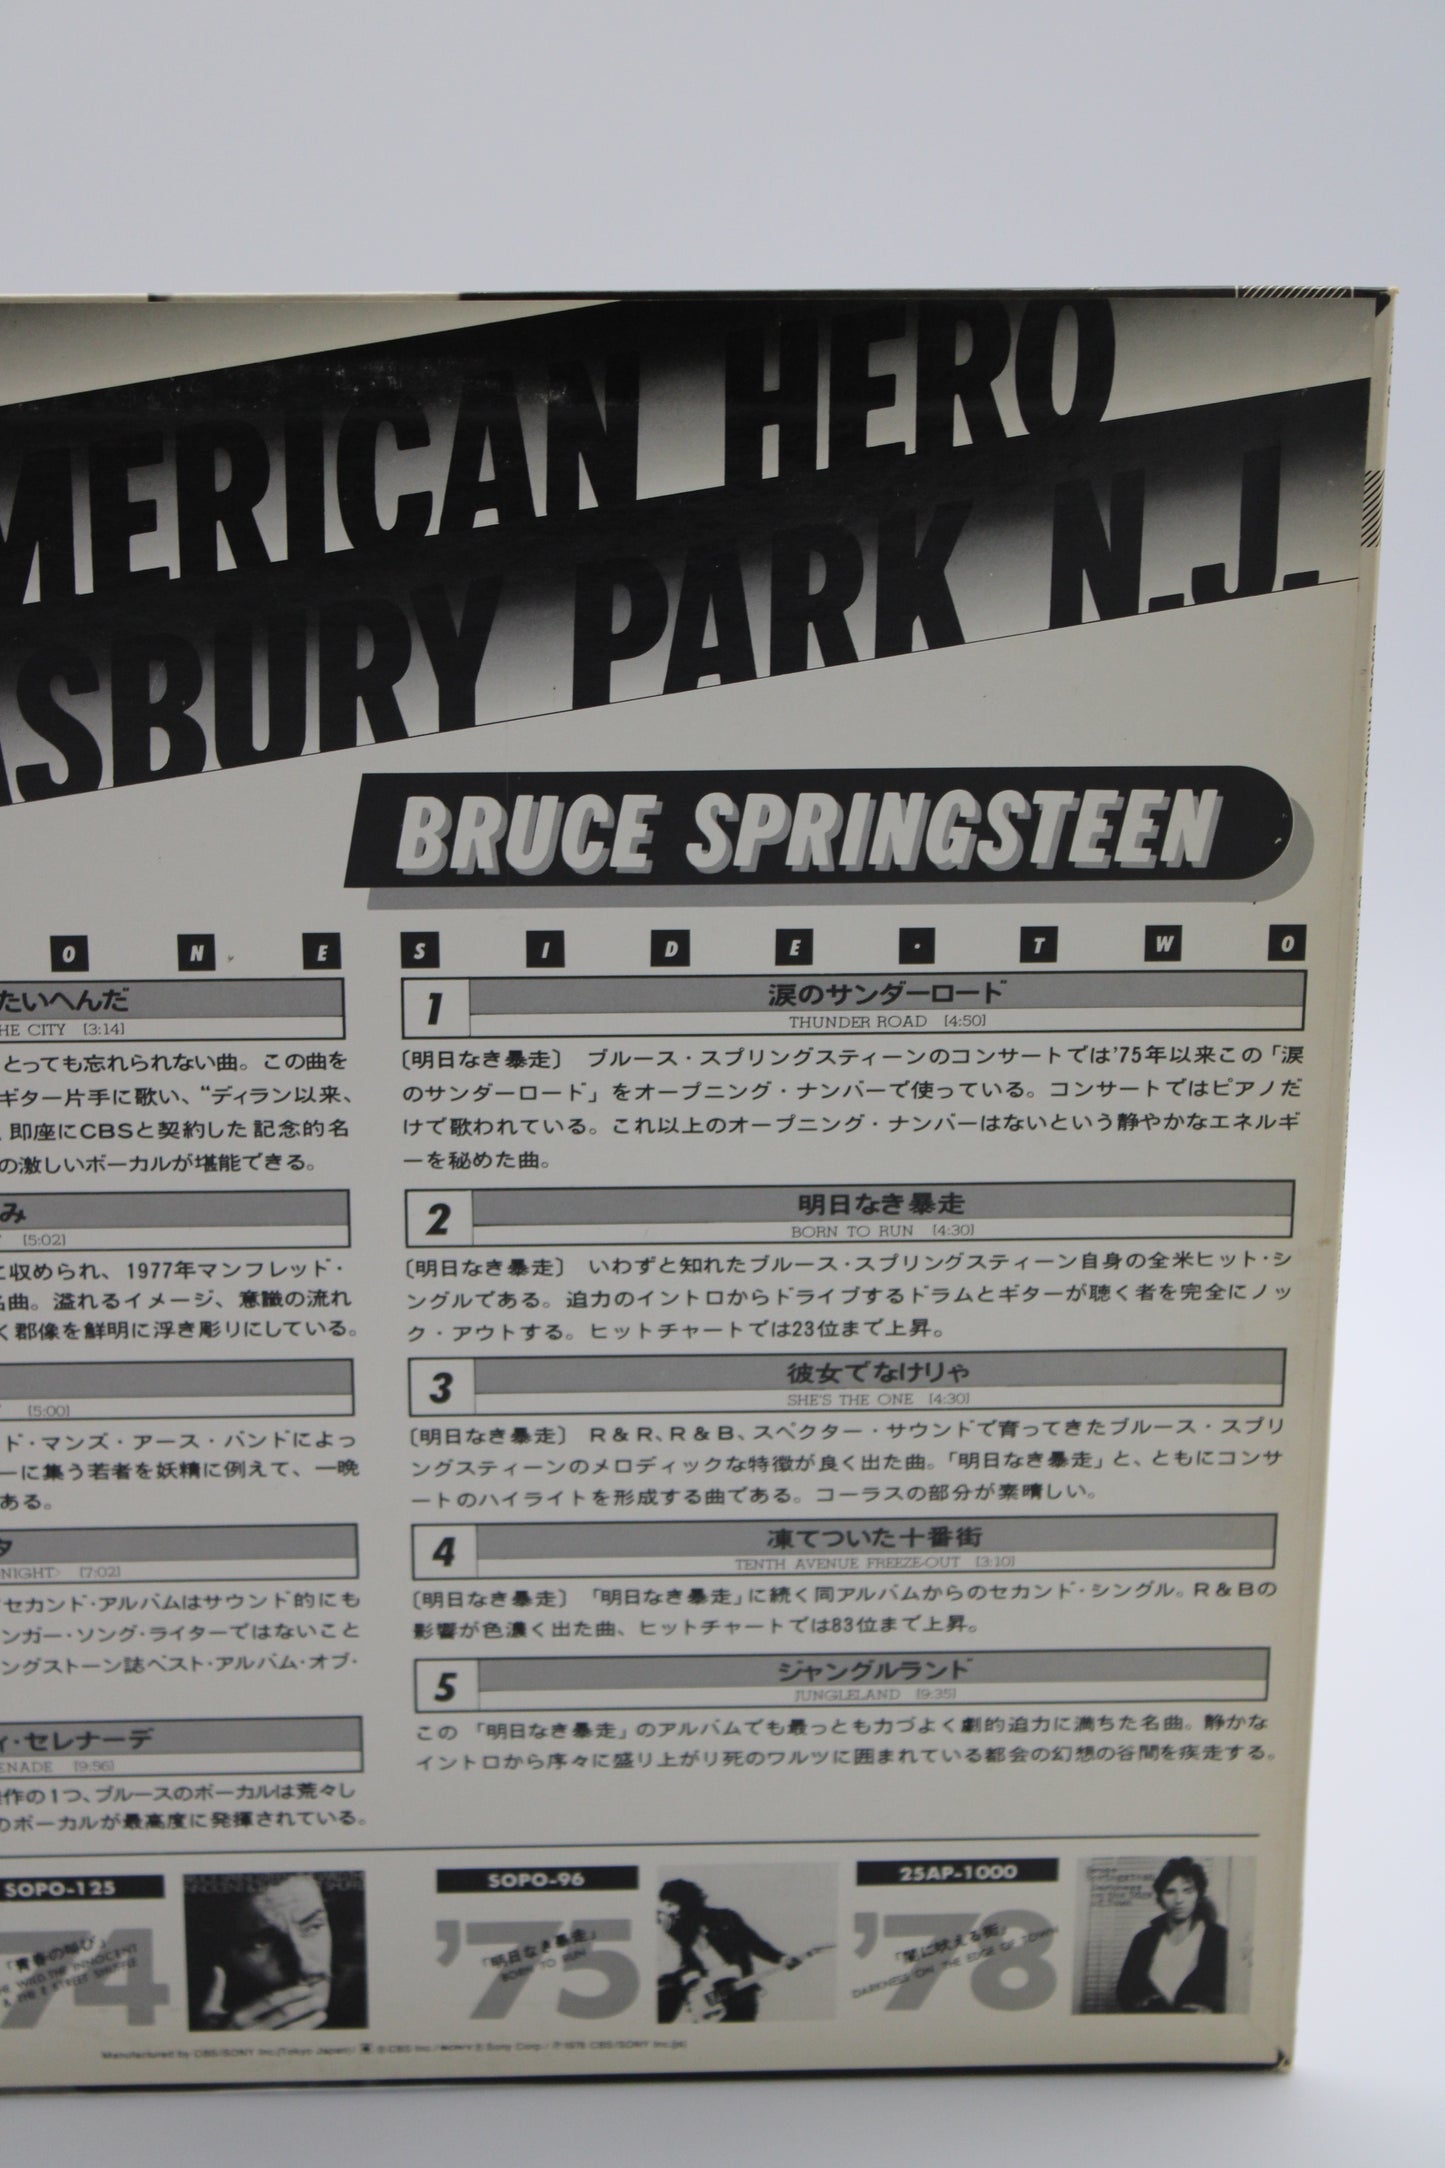 MERICAN HERO
ASBURY PARK N.J.
BRUCE SPRINGSTEEN
O N E
たいへんだ
HE CITY [3:14]
とっても忘れられない曲。この曲を
ギター片手に歌い、“ディラン以来、
即座にCBSと契約した記念的名
の激しいボーカルが堪能できる。
み
[5:02]
に収められ、1977年マンフレッド・
名曲。溢れるイメージ、意識の流れ
く郡像を鮮明に浮き彫りにしている。
[5:00]
ド・マンズ・アース・バンドによっ
ーに集う若者を妖精に例えて、一晩
ある。
タ
NIGHT> [7:02]
セカンド・アルバムはサウンド的にも
ンガー・ソング・ライターではないこと
ングストーン誌ベスト・アルバム・オブ・
ィ・セレナーデ
ENADE [9:56]
作の1つ、ブルースのボーカルは荒々し
のボーカルが最高度に発揮されている。
S I D E • T W O
1
涙のサンダーロード
THUNDER ROAD [4:50]
〔明日なき暴走〕 ブルース・スプリングスティーンのコンサートでは'75年以来この「涙
のサンダーロード」をオープニング・ナンバーで使っている。コンサートではピアノだ
けで歌われている。これ以上のオープニング・ナンバーはないという静やかなエネルギ
ーを秘めた曲。
2
明日なき暴走
BORN TO RUN [4:30]
〔明日なき暴走〕 いわずと知れたブルース・スプリングスティーン自身の全米ヒット・シ
ングルである。迫力のイントロからドライブするドラムとギターが聴く者を完全にノッ
ク・アウトする。ヒットチャートでは23位まで上昇。
3
彼女でなけりゃ
SHE'S THE ONE [4:30]
〔明日なき暴走〕 R&R、R&B、スペクター・サウンドで育ってきたブルース・スプリ
ングスティーンのメロディックな特徴が良く出た曲。「明日なき暴走」と、ともにコンサ
ートのハイライトを形成する曲である。コーラスの部分が素晴しい。
4
凍てついた十番街
TENTH AVENUE FREEZE-OUT [3:10]
〔明日なき暴走〕 「明日なき暴走」に続く同アルバムからのセカンド・シングル。R&Bの
影響が色濃く出た曲、ヒットチャートでは83位まで上昇。
5
ジャングルランド
JUNGLELAND [9:35]
この「明日なき暴走」のアルバムでも最っとも力づよく劇的迫力に満ちた名曲。静かな
イントロから序々に盛り上がり死のワルツに囲まれている都会の幻想の谷間を疾走する。
SOPO-125
74
「青春の叫び」
THE WILD, THE INNOCENT
& THE E STREET SHUFFLE
SOPO-96
'75
「明日なき暴走」
BORN TO RUN
25AP-1000
'78
「闇に吠える街」
DARKNESS ON THE EDGE OF TOWN
Bruce
Springsteen
Darkness
on the Edge
of Town
Manufactured by CBS/SONY Inc.(Tokyo Japan)/